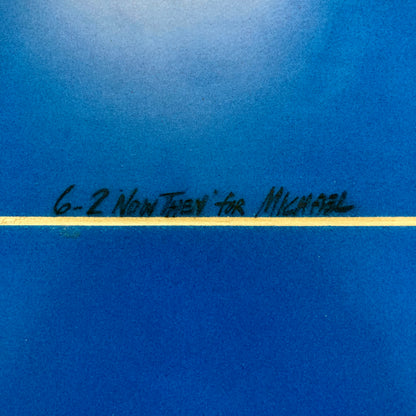 6-2 "NOW THEN" for MICHAEL